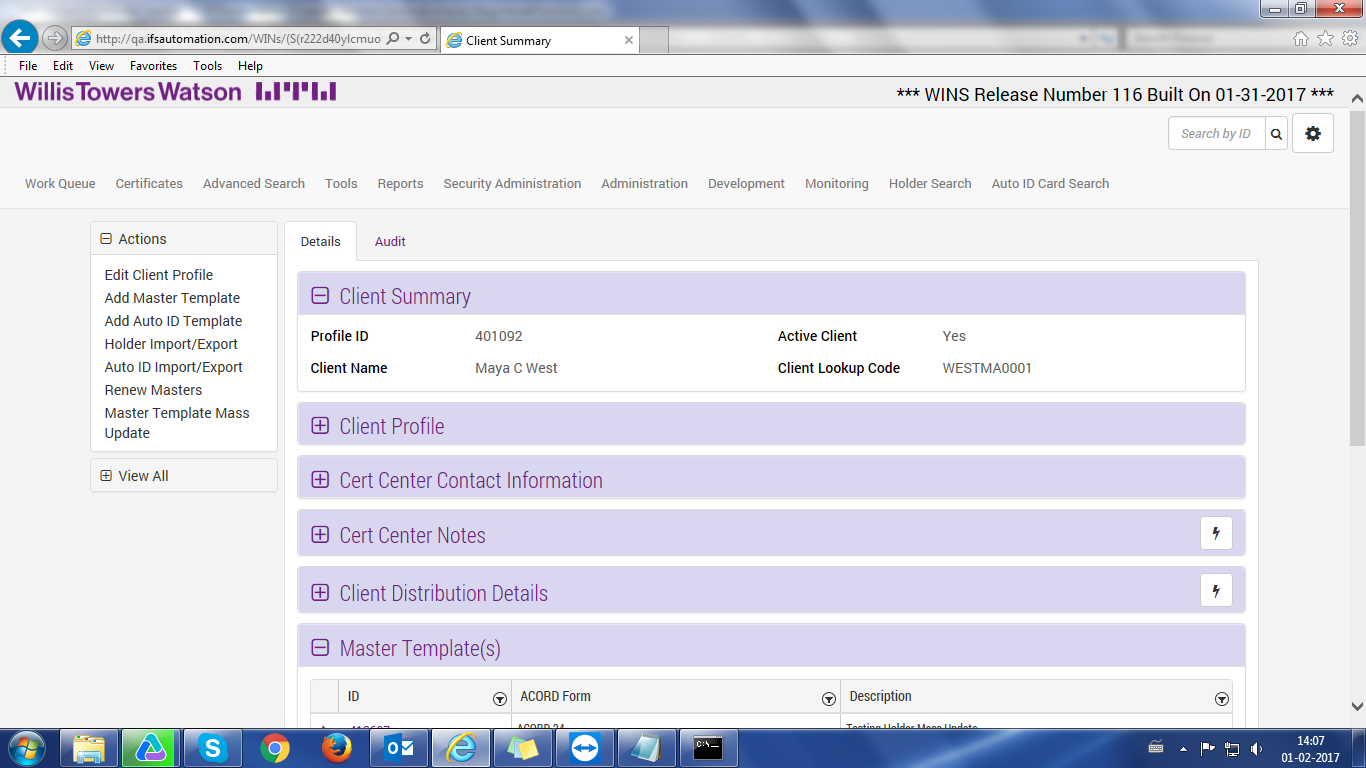 http://qa.ifsautomation.com/WINs/(S(r222d40ylcmuo
Client Summary
File Edit View Favorites Tools Help
WillisTowersWatson
*** WINS Release Number 116 Built On 01-31-2017 ***
Search by ID
Work Queue Certificates Advanced Search Tools Reports Security Administration Administration Development Monitoring Holder Search Auto ID Card Search
Actions
Edit Client Profile
Add Master Template
Add Auto ID Template
Holder Import/Export
Auto ID Import/Export
Renew Masters
Master Template Mass
Update
View All
Details Audit
Client Summary
Profile ID 401092 Active Client Yes
Client Name Maya C West Client Lookup Code WESTMA0001
Client Profile
Cert Center Contact Information
Cert Center Notes
Client Distribution Details
Master Template(s)
ID ACORD Form Description
ACORD 24 Testing Holder Mass Update
14:07
01-02-2017